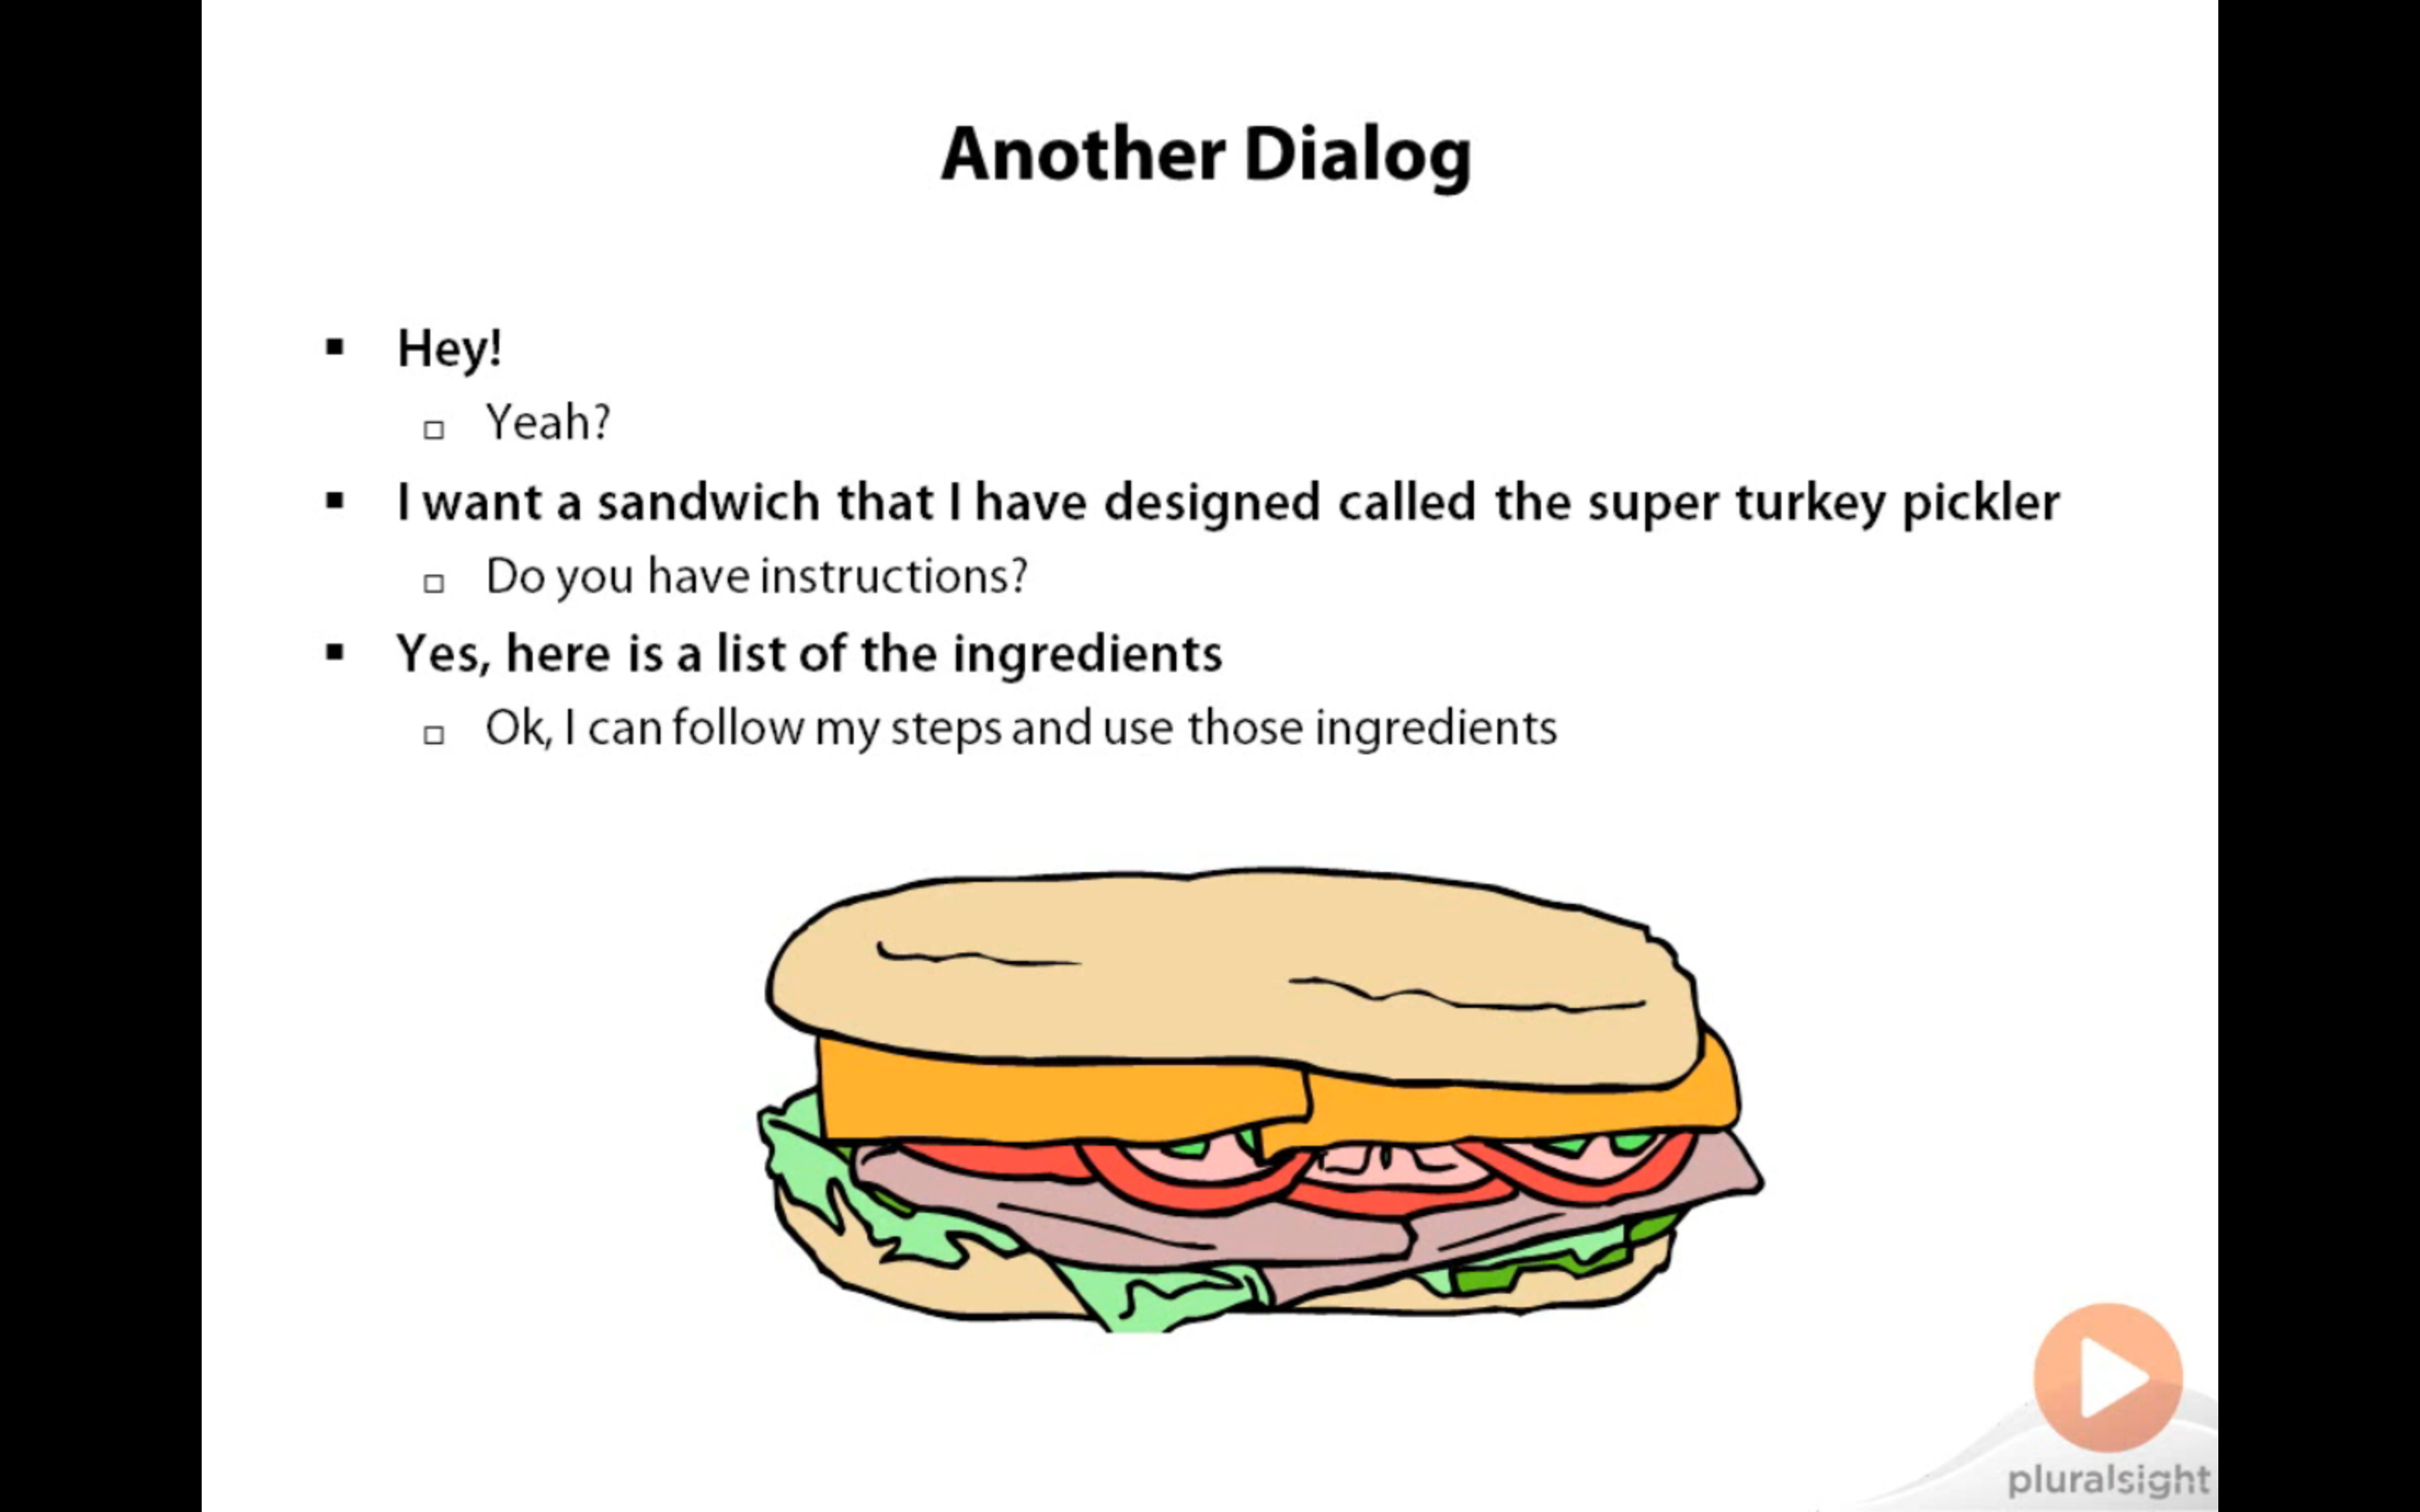 Another Dialog
Hey!
Yeah?
I want a sandwich that I have designed called the super turkey pickler
Do you have instructions?
Yes, here is a list of the ingredients
Ok, I can follow my steps and use those ingredients
pluralsight